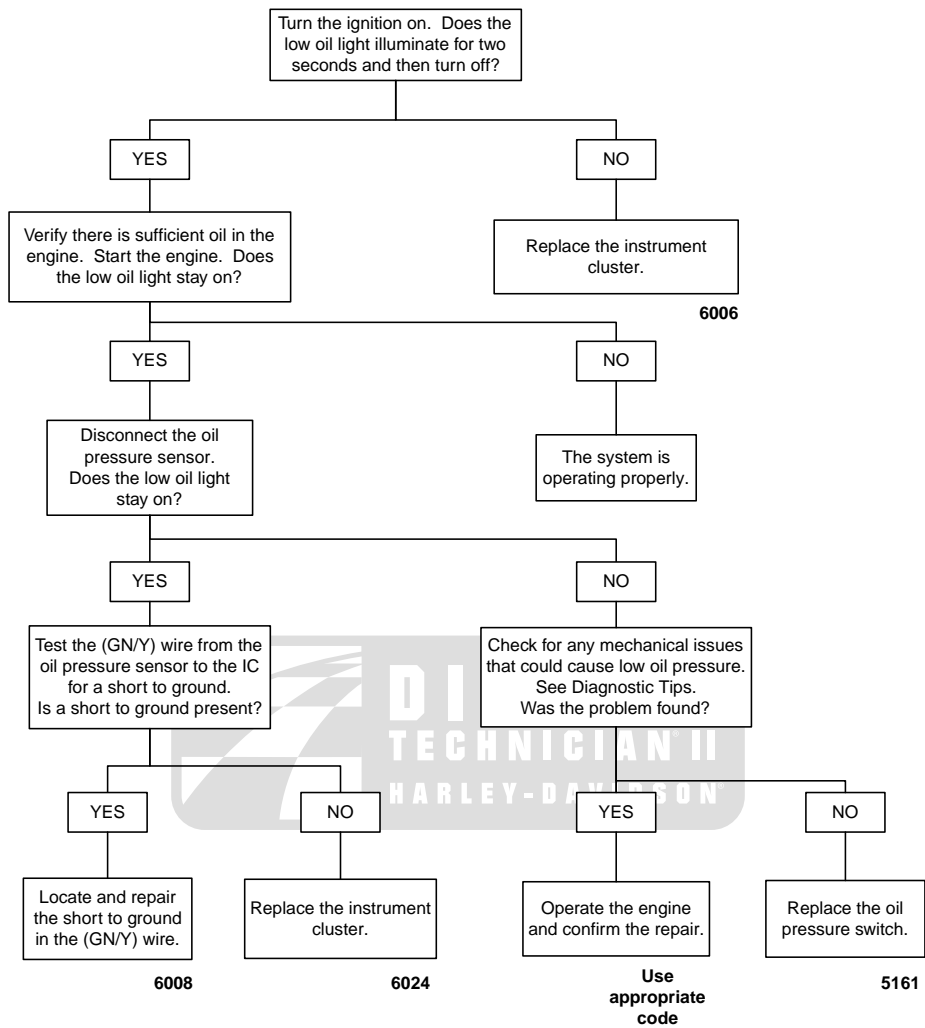 Turn the ignition on. Does the
low oil light illuminate for two
seconds and then turn off?
YES
NO
Verify there is sufficient oil in the
engine. Start the engine. Does
the low oil light stay on?
Replace the instrument
cluster.
6006
YES
NO
Disconnect the oil
pressure sensor.
Does the low oil light
stay on?
The system is
operating properly.
YES
NO
Test the (GN/Y) wire from the
oil pressure sensor to the IC
for a short to ground.
Is a short to ground present?
Check for any mechanical issues
that could cause low oil pressure.
See Diagnostic Tips.
Was the problem found?
TECHNICIAN® II
HARLEY-DAVIDSON®
YES
NO
YES
NO
Locate and repair
the short to ground
in the (GN/Y) wire.
Replace the instrument
cluster.
Operate the engine
and confirm the repair.
Replace the oil
pressure switch.
6008
6024
Use
appropriate
code
5161